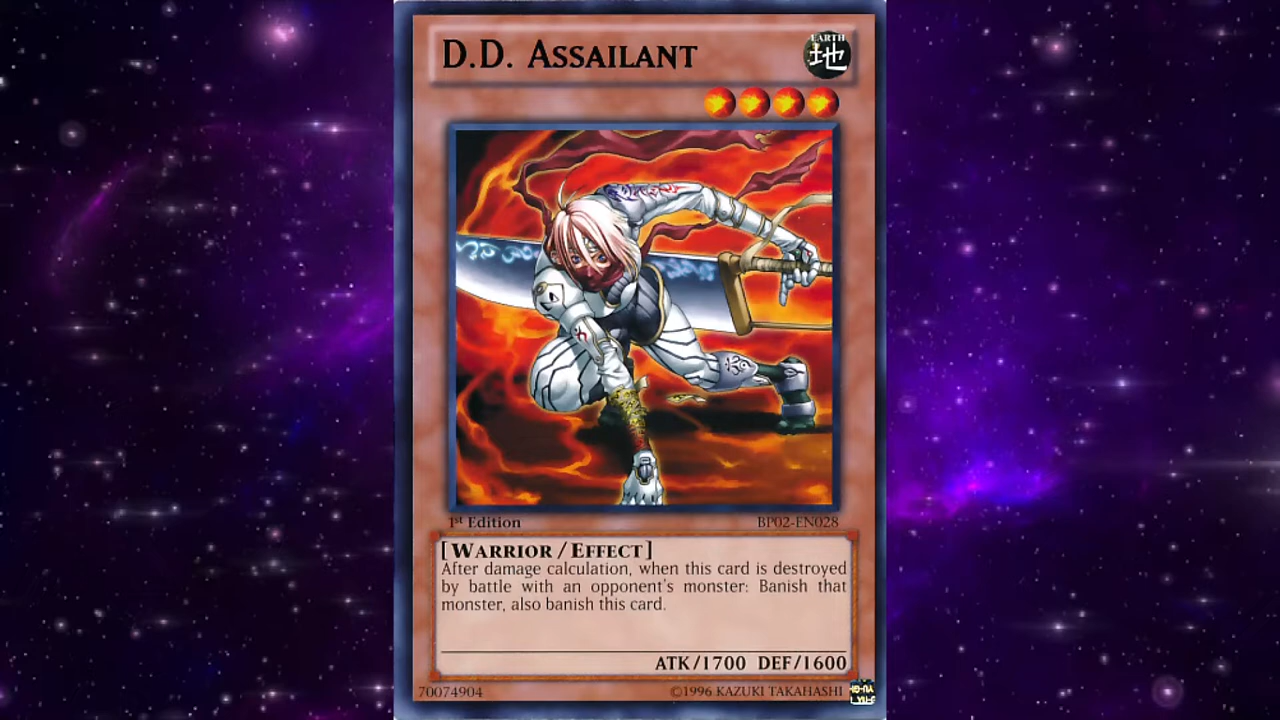 D.D. ASSAILANT
EARTH
地
1st Edition
BP02-EN028
[WARRIOR/EFFECT]
After damage calculation, when this card is destroyed
by battle with an opponent's monster: Banish that
monster, also banish this card.
ATK/1700 DEF/1600
70074904
©1996 KAZUKI TAKAHASHI